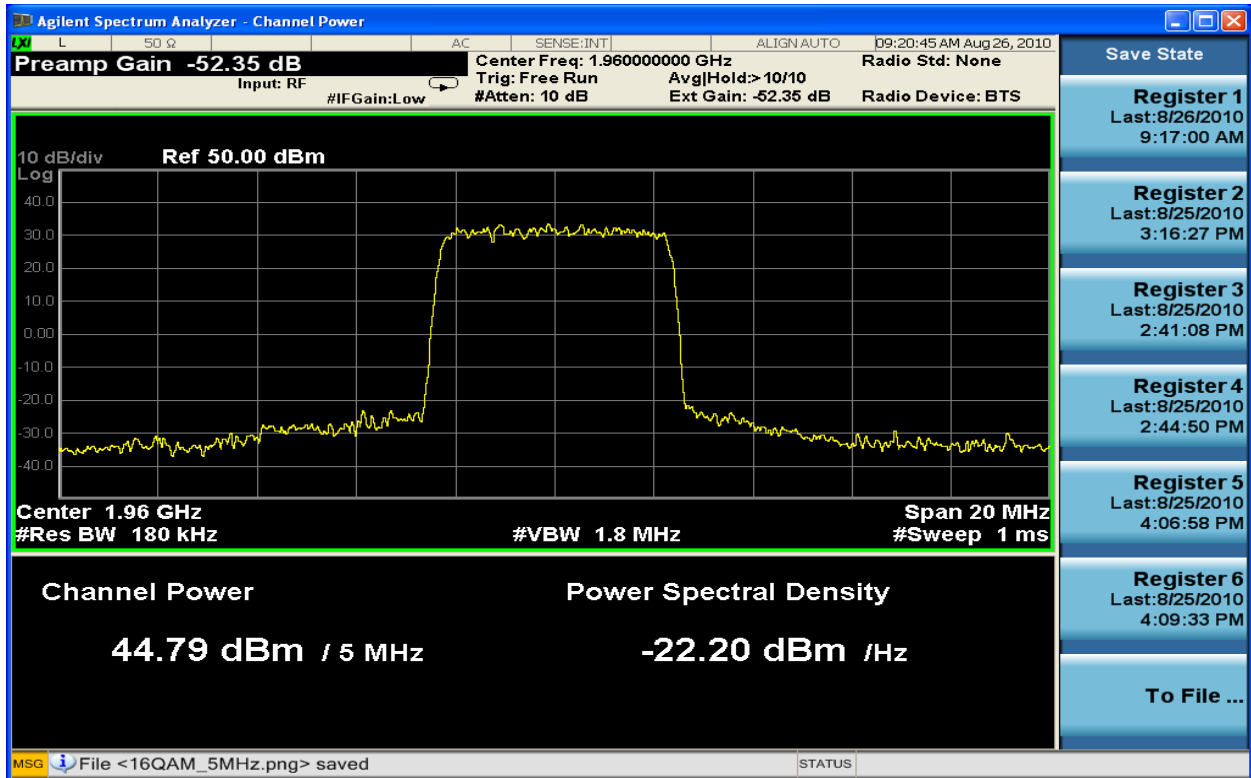 Agilent Spectrum Analyzer - Channel Power
LXI L 50 Ω AC SENSE:INT ALIGN AUTO 09:20:45 AM Aug 26, 2010
Preamp Gain -52.35 dB
Input: RF
#IFGain:Low
Center Freq: 1.960000000 GHz
Trig: Free Run Avg|Hold:>10/10
#Atten: 10 dB Ext Gain: -52.35 dB
Radio Std: None
Radio Device: BTS
10 dB/div Ref 50.00 dBm
Log
40.0
30.0
20.0
10.0
0.00
-10.0
-20.0
-30.0
-40.0
Center 1.96 GHz Span 20 MHz
#Res BW 180 kHz #VBW 1.8 MHz #Sweep 1 ms
Channel Power Power Spectral Density
44.79 dBm / 5 MHz -22.20 dBm /Hz
MSG File <16QAM_5MHz.png> saved STATUS
Save State
Register 1
Last:8/26/2010
9:17:00 AM
Register 2
Last:8/25/2010
3:16:27 PM
Register 3
Last:8/25/2010
2:41:08 PM
Register 4
Last:8/25/2010
2:44:50 PM
Register 5
Last:8/25/2010
4:06:58 PM
Register 6
Last:8/25/2010
4:09:33 PM
To File ...